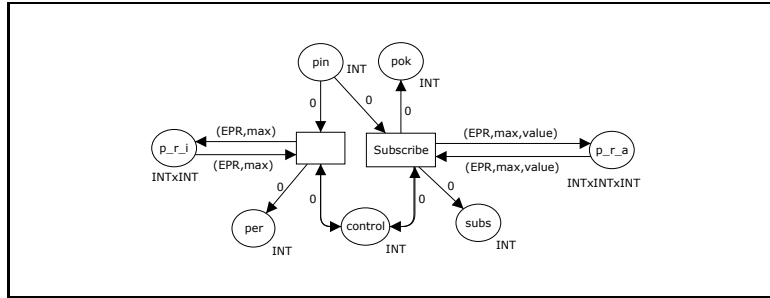 pin
INT
pok
INT
0
0
0
(EPR,max)
(EPR,max,value)
p_r_i
Subscribe
p_r_a
(EPR,max)
(EPR,max,value)
INTxINT
INTxINTxINT
0
0
0
0
per
control
subs
INT
INT
INT